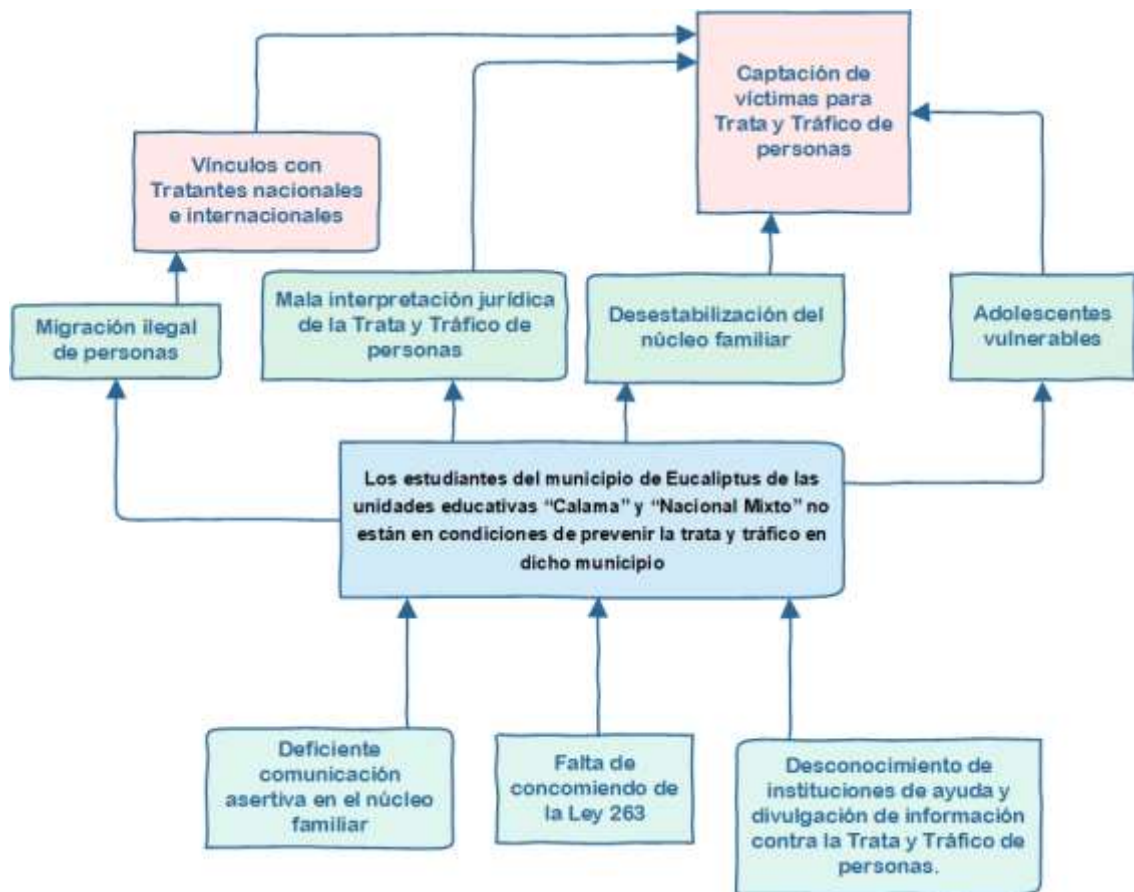 Captación de
víctimas para
Trata y Tráfico de
personas
Vínculos con
Tratantes nacionales
e internacionales
Migración ilegal
de personas
Mala interpretación jurídica
de la Trata y Tráfico de
personas
Desestabilización del
núcleo familiar
Adolescentes
vulnerables
Los estudiantes del municipio de Eucaliptus de las
unidades educativas “Calama” y “Nacional Mixto” no
están en condiciones de prevenir la trata y tráfico en
dicho municipio
Deficiente
comunicación
asertiva en el núcleo
familiar
Falta de
concomiendo de
la Ley 263
Desconocimiento de
instituciones de ayuda y
divulgación de información
contra la Trata y Tráfico de
personas.